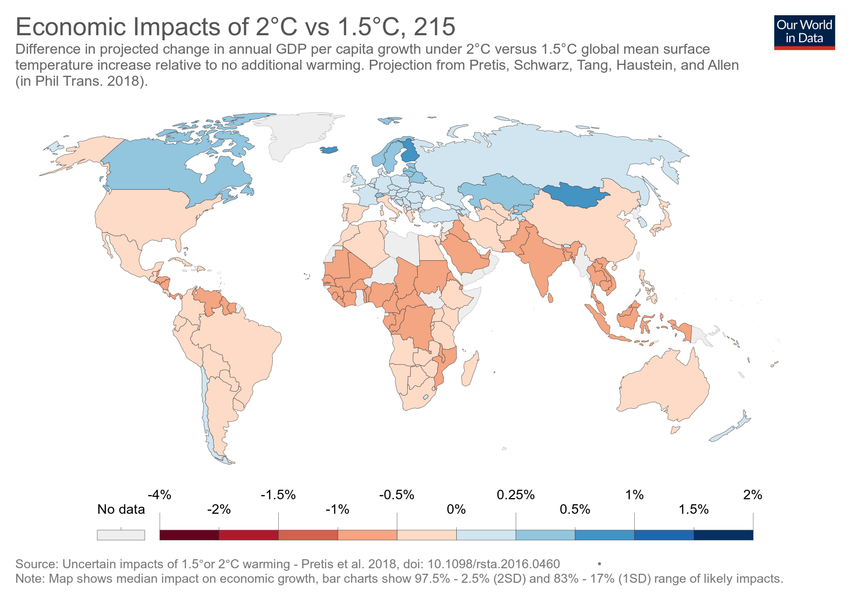 Economic Impacts of 2°C vs 1.5°C, 215
Our World
in Data
Difference in projected change in annual GDP per capita growth under 2°C versus 1.5°C global mean surface
temperature increase relative to no additional warming. Projection from Pretis, Schwarz, Tang, Haustein, and Allen
(in Phil Trans. 2018).
-4% -1.5% -0.5% 0.25% 1% 2%
No data -2% -1% 0% 0.5% 1.5%
Source: Uncertain impacts of 1.5°or 2°C warming - Pretis et al. 2018, doi: 10.1098/rsta.2016.0460 •
Note: Map shows median impact on economic growth, bar charts show 97.5% - 2.5% (2SD) and 83% - 17% (1SD) range of likely impacts.